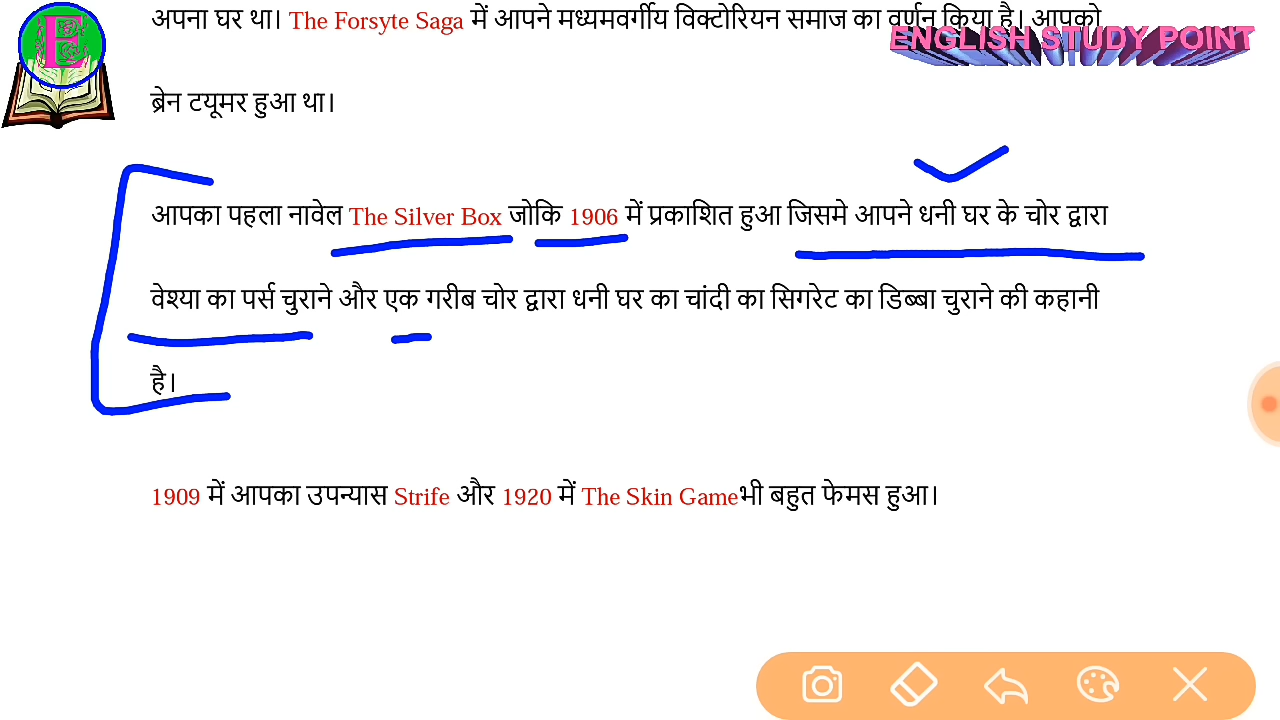 अपना घर था। The Forsyte Saga में आपने मध्यमवर्गीय विक्टोरियन समाज का वर्णन किया है। आपको
ENGLISH STUDY POINT
E
ब्रेन टयूमर हुआ था।
आपका पहला नावेल The Silver Box जोकि 1906 में प्रकाशित हुआ जिसमे आपने धनी घर के चोर द्वारा
वेश्या का पर्स चुराने और एक गरीब चोर द्वारा धनी घर का चांदी का सिगरेट का डिब्बा चुराने की कहानी
है।
1909 में आपका उपन्यास Strife और 1920 में The Skin Gameभी बहुत फेमस हुआ।